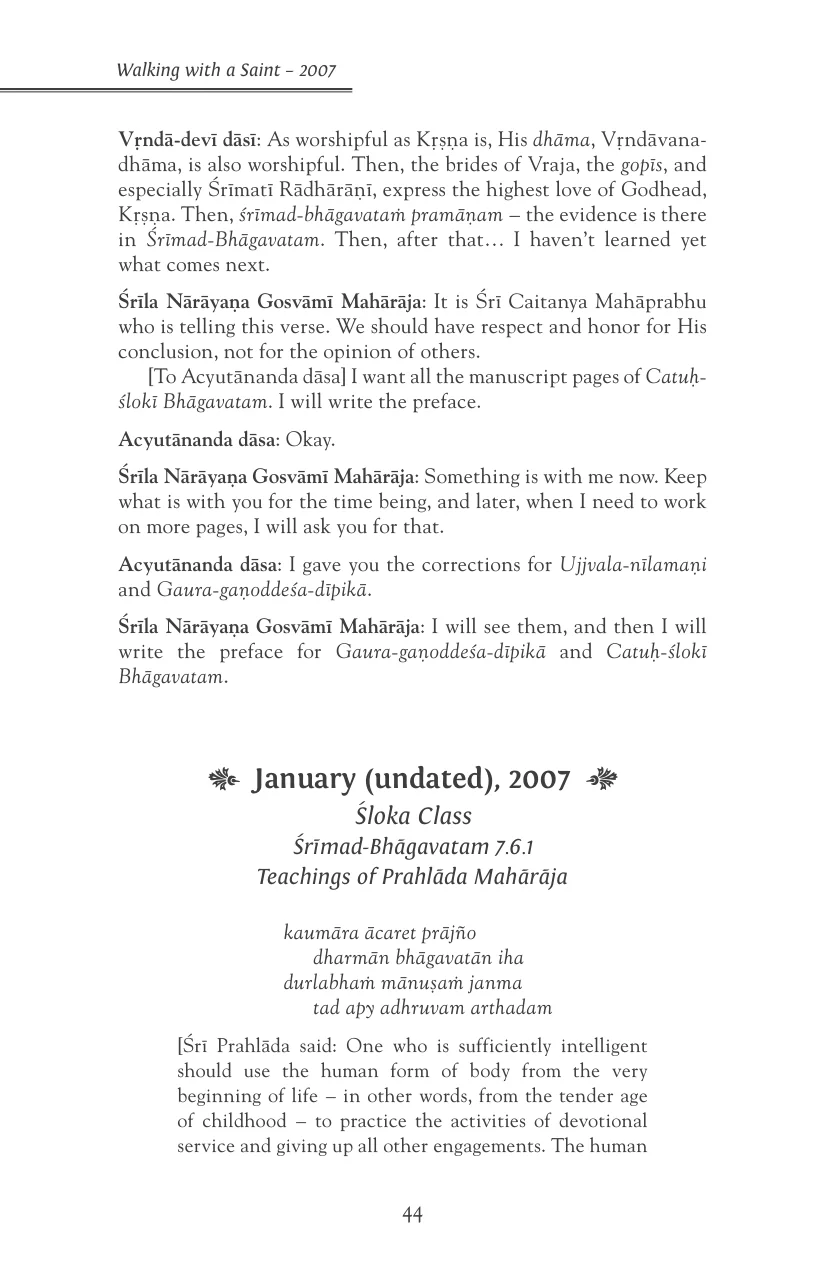 Walking with a Saint – 2007
Vṛndā-devī dāsī: As worshipful as Kṛṣṇa is, His dhāma, Vṛndāvana-
dhāma, is also worshipful. Then, the brides of Vraja, the gopīs, and
especially Śrīmatī Rādhārāṇī, express the highest love of Godhead,
Kṛṣṇa. Then, śrīmad-bhāgavataṁ pramāṇam – the evidence is there
in Śrīmad-Bhāgavatam. Then, after that… I haven’t learned yet
what comes next.
Śrīla Nārāyaṇa Gosvāmī Mahārāja: It is Śrī Caitanya Mahāprabhu
who is telling this verse. We should have respect and honor for His
conclusion, not for the opinion of others.
[To Acyutānanda dāsa] I want all the manuscript pages of Catuḥ-
ślokī Bhāgavatam. I will write the preface.
Acyutānanda dāsa: Okay.
Śrīla Nārāyaṇa Gosvāmī Mahārāja: Something is with me now. Keep
what is with you for the time being, and later, when I need to work
on more pages, I will ask you for that.
Acyutānanda dāsa: I gave you the corrections for Ujjvala-nīlamaṇi
and Gaura-gaṇoddeśa-dīpikā.
Śrīla Nārāyaṇa Gosvāmī Mahārāja: I will see them, and then I will
write the preface for Gaura-gaṇoddeśa-dīpikā and Catuḥ-ślokī
Bhāgavatam.
January (undated), 2007
Śloka Class
Śrīmad-Bhāgavatam 7.6.1
Teachings of Prahlāda Mahārāja
kaumāra ācaret prājño
dharmān bhāgavatān iha
durlabhaṁ mānuṣaṁ janma
tad apy adhruvam arthadam
[Śrī Prahlāda said: One who is sufficiently intelligent
should use the human form of body from the very
beginning of life – in other words, from the tender age
of childhood – to practice the activities of devotional
service and giving up all other engagements. The human
44